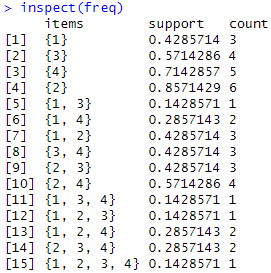 > inspect(freq)
     items        support   count
[1]  {1}          0.4285714 3
[2]  {3}          0.5714286 4
[3]  {4}          0.7142857 5
[4]  {2}          0.8571429 6
[5]  {1, 3}       0.1428571 1
[6]  {1, 4}       0.2857143 2
[7]  {1, 2}       0.4285714 3
[8]  {3, 4}       0.4285714 3
[9]  {2, 3}       0.4285714 3
[10] {2, 4}       0.5714286 4
[11] {1, 3, 4}    0.1428571 1
[12] {1, 2, 3}    0.1428571 1
[13] {1, 2, 4}    0.2857143 2
[14] {2, 3, 4}    0.2857143 2
[15] {1, 2, 3, 4} 0.1428571 1